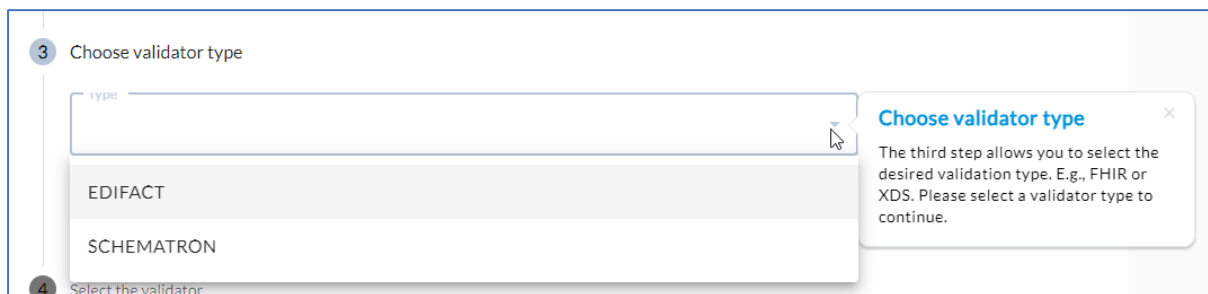 3 Choose validator type
Type
Choose validator type
The third step allows you to select the
desired validation type. E.g., FHIR or
XDS. Please select a validator type to
continue.
EDIFACT
SCHEMATRON
4 Select the validator